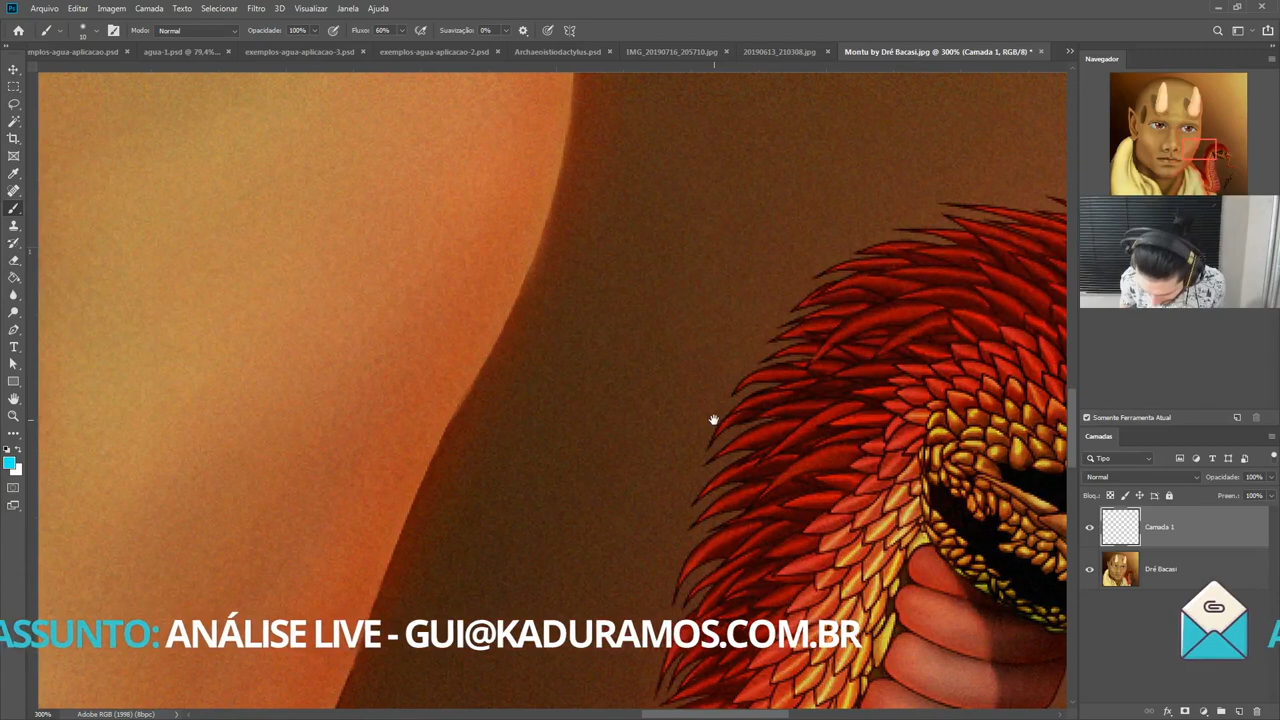 Arquivo Editar Imagem Camada Texto Selecionar Filtro 3D Visualizar Janela Ajuda
10 Modo: Normal Opacidade: 100% Fluxo: 60% Suavização: 0%
mplos-agua-aplicacao.psd × agua-1.psd @ 79,4%... × exemplos-agua-aplicacao-3.psd × exemplos-agua-aplicacao-2.psd × Archaeoistiodactylus.psd × IMG_20190716_205710.jpg × 20190613_210308.jpg × Montu by Dré Bacasi.jpg @ 300% (Camada 1, RGB/8) * ×
Navegador
Somente Ferramenta Atual
Camadas
Tipo
Normal Opacidade: 100%
Bloq.: Preen.: 100%
Camada 1
Dré Bacasi
ASSUNTO: ANÁLISE LIVE - GUI@KADURAMOS.COM.BR
300% Adobe RGB (1998) (8bpc)